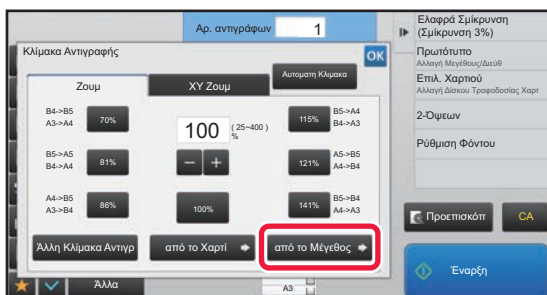 Αρ. αντιγράφων
1
Κλίμακα Αντιγραφής
OK
Ζουμ
XY Ζουμ
Αυτοματη Κλιμακα
B4->B5
A3->A4
70%
B5->A5
B4->A4
81%
A4->B5
A3->B4
86%
100
(25~400)
%
100%
115%
B5->A4
B4->A3
121%
A5->B5
A4->B4
141%
B5->B4
A4->A3
Άλλη Κλίμακα Αντιγρ
από το Χαρτί
από το Μέγεθος
Άλλα
A3
Ελαφρά Σμίκρυνση
(Σμίκρυνση 3%)
Πρωτότυπο
Αλλαγή Μεγέθους/Διεύθ
Επιλ. Χαρτιού
Αλλαγή Δίσκου Τροφοδοσίας Χαρτ
2-Όψεων
Ρύθμιση Φόντου
Προεπισκόπ
CA
Έναρξη